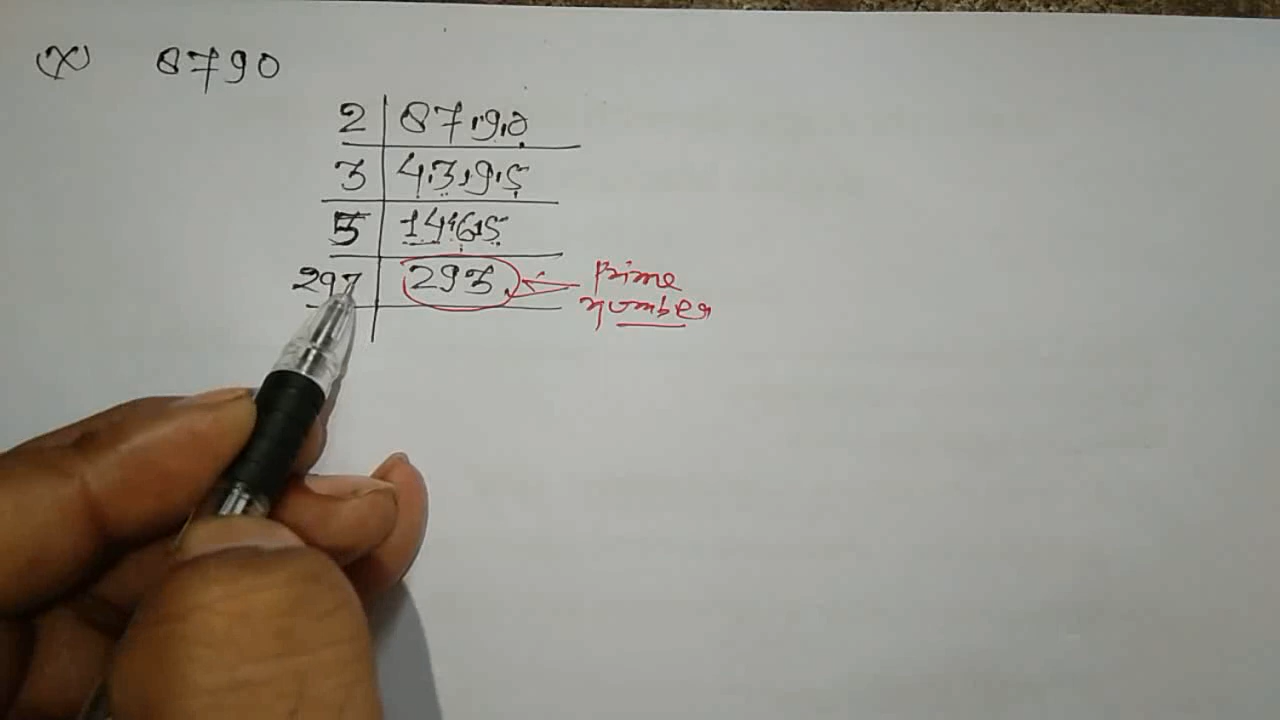 (x) 8790
2 | 8790
3 | 4395
5 | 1465
293 | 293
Prime
number